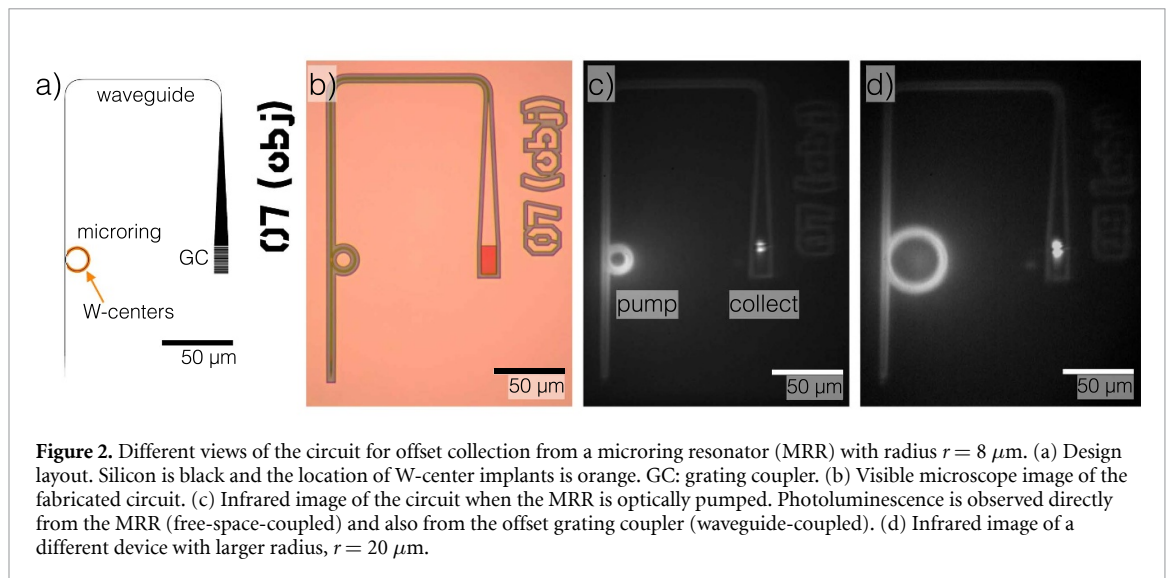 a)
waveguide
07 (obj)
microring
GC
W-centers
50 µm
b)
07 (obj)
50 µm
c)
pump
collect
07 (obj)
50 µm
d)
50 µm
Figure 2. Different views of the circuit for offset collection from a microring resonator (MRR) with radius r = 8 µm. (a) Design
layout. Silicon is black and the location of W-center implants is orange. GC: grating coupler. (b) Visible microscope image of the
fabricated circuit. (c) Infrared image of the circuit when the MRR is optically pumped. Photoluminescence is observed directly
from the MRR (free-space-coupled) and also from the offset grating coupler (waveguide-coupled). (d) Infrared image of a
different device with larger radius, r = 20 µm.